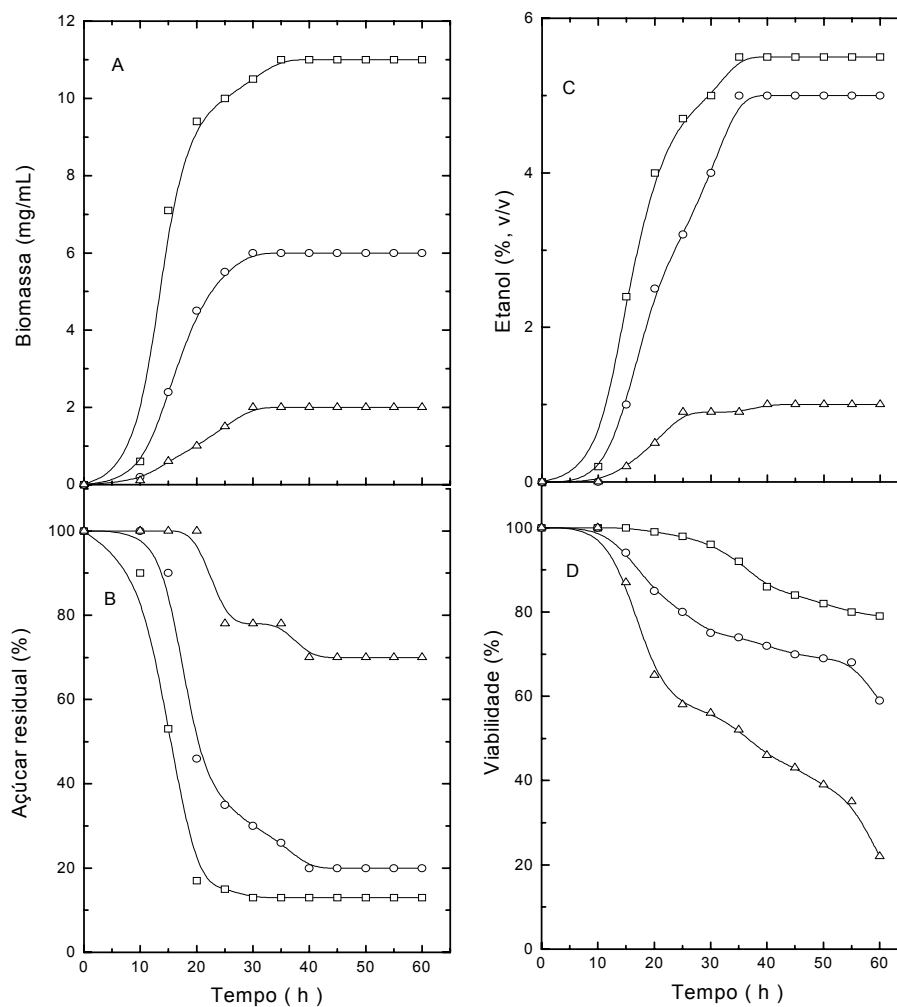 12
10
8
6
4
2
0
Biomassa (mg/mL)
A
6
4
2
0
Etanol (%, v/v)
C
100
80
60
40
20
0
Açúcar residual (%)
B
0 10 20 30 40 50 60
Tempo ( h )
100
80
60
40
20
0
Viabilidade (%)
D
0 10 20 30 40 50 60
Tempo ( h )